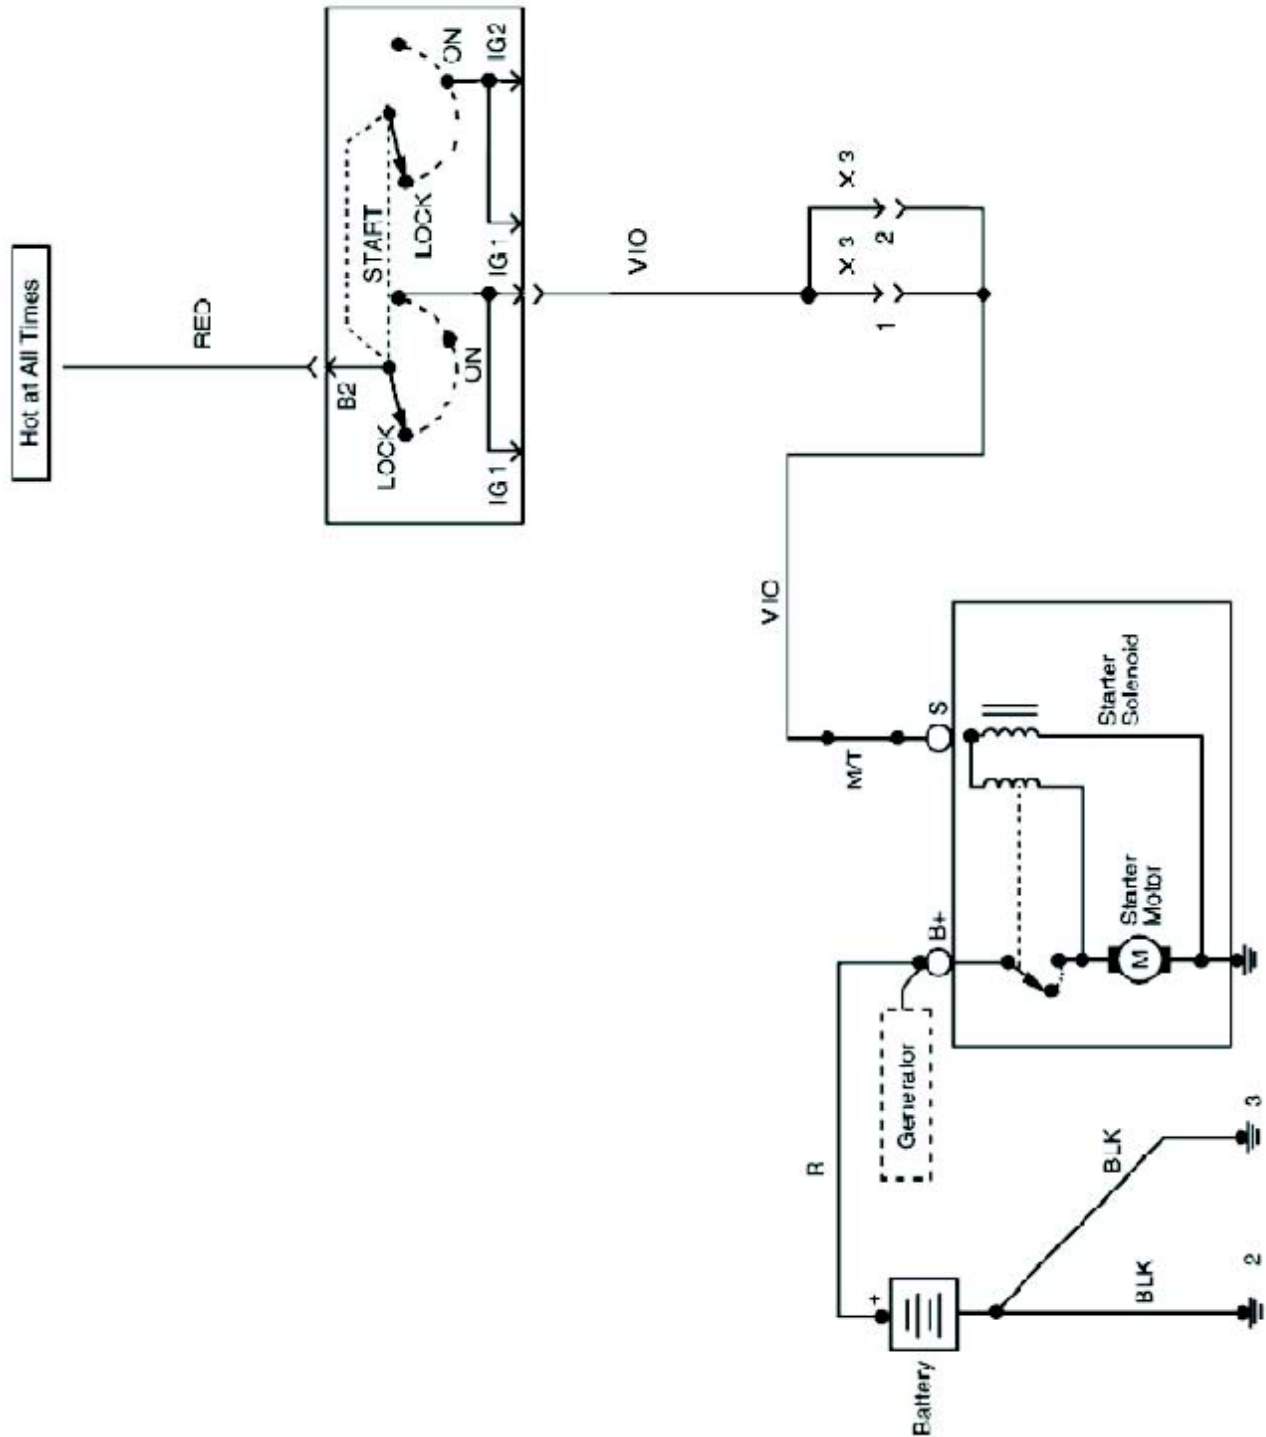 Hot at All Times
RED
B2
LOCK
ON
START
LOCK
ON
IG1
IG1
IG2
VIO
X 3
X 3
1
2
VIO
M/T
S
B+
Starter
Solenoid
Starter
Motor
M
Generator
R
+
Battery
BLK
BLK
2
3